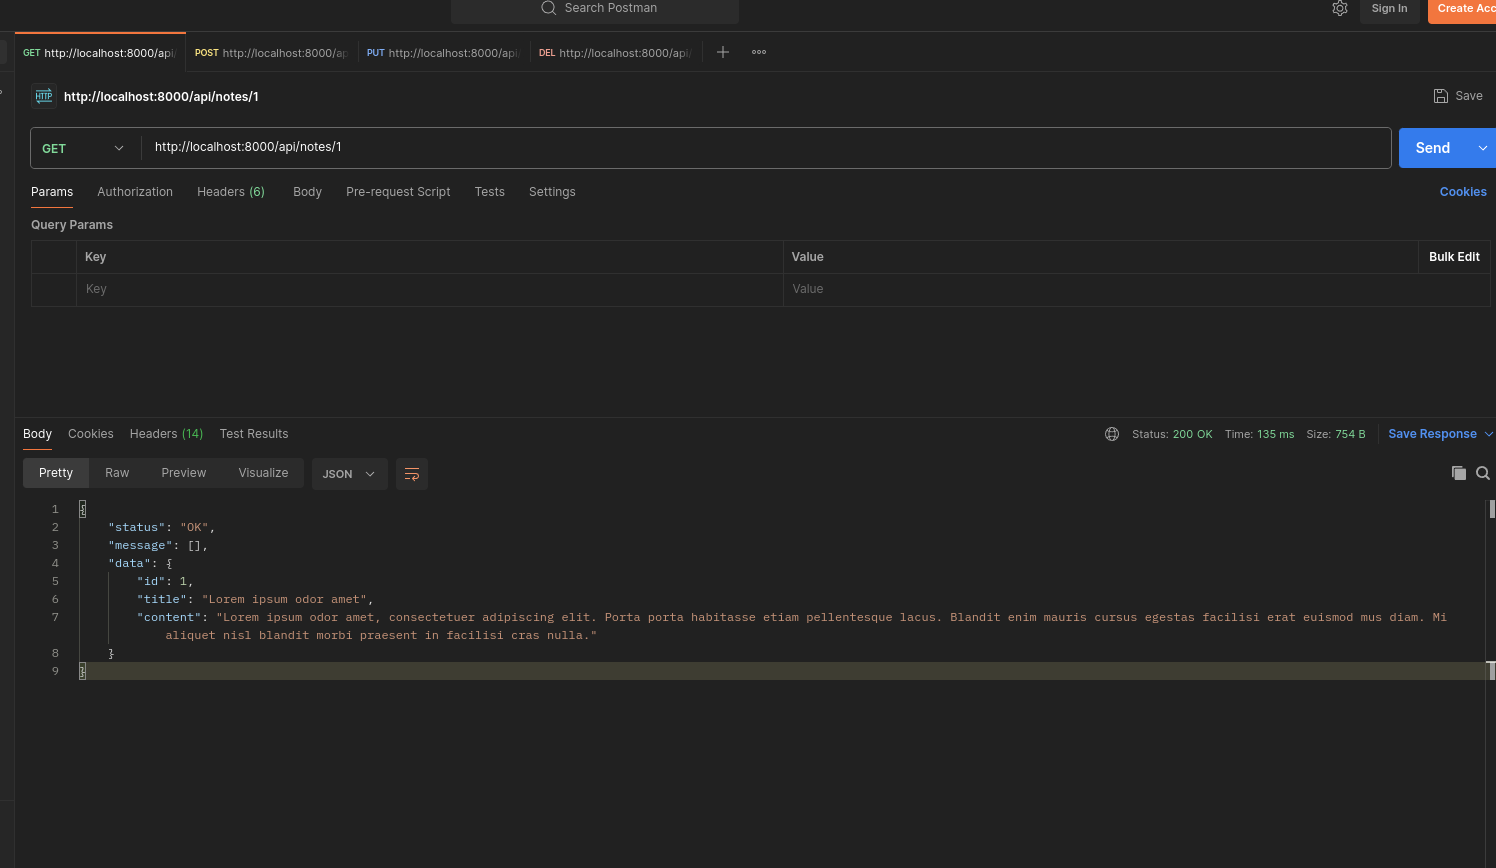 Search Postman
Sign In
Create Acc
GET http://localhost:8000/api/
POST http://localhost:8000/ap
PUT http://localhost:8000/api/
DEL http://localhost:8000/api/
HTTP http://localhost:8000/api/notes/1
Save
GET http://localhost:8000/api/notes/1
Send
Params Authorization Headers (6) Body Pre-request Script Tests Settings
Cookies
Query Params
Key Value Bulk Edit
Key Value
Body Cookies Headers (14) Test Results
Status: 200 OK Time: 135 ms Size: 754 B Save Response
Pretty Raw Preview Visualize JSON
1 {
2 "status": "OK",
3 "message": [],
4 "data": {
5 "id": 1,
6 "title": "Lorem ipsum odor amet",
7 "content": "Lorem ipsum odor amet, consectetuer adipiscing elit. Porta porta habitasse etiam pellentesque lacus. Blandit enim mauris cursus egestas facilisi erat euismod mus diam. Mi
aliquet nisl blandit morbi praesent in facilisi cras nulla."
8 }
9 }